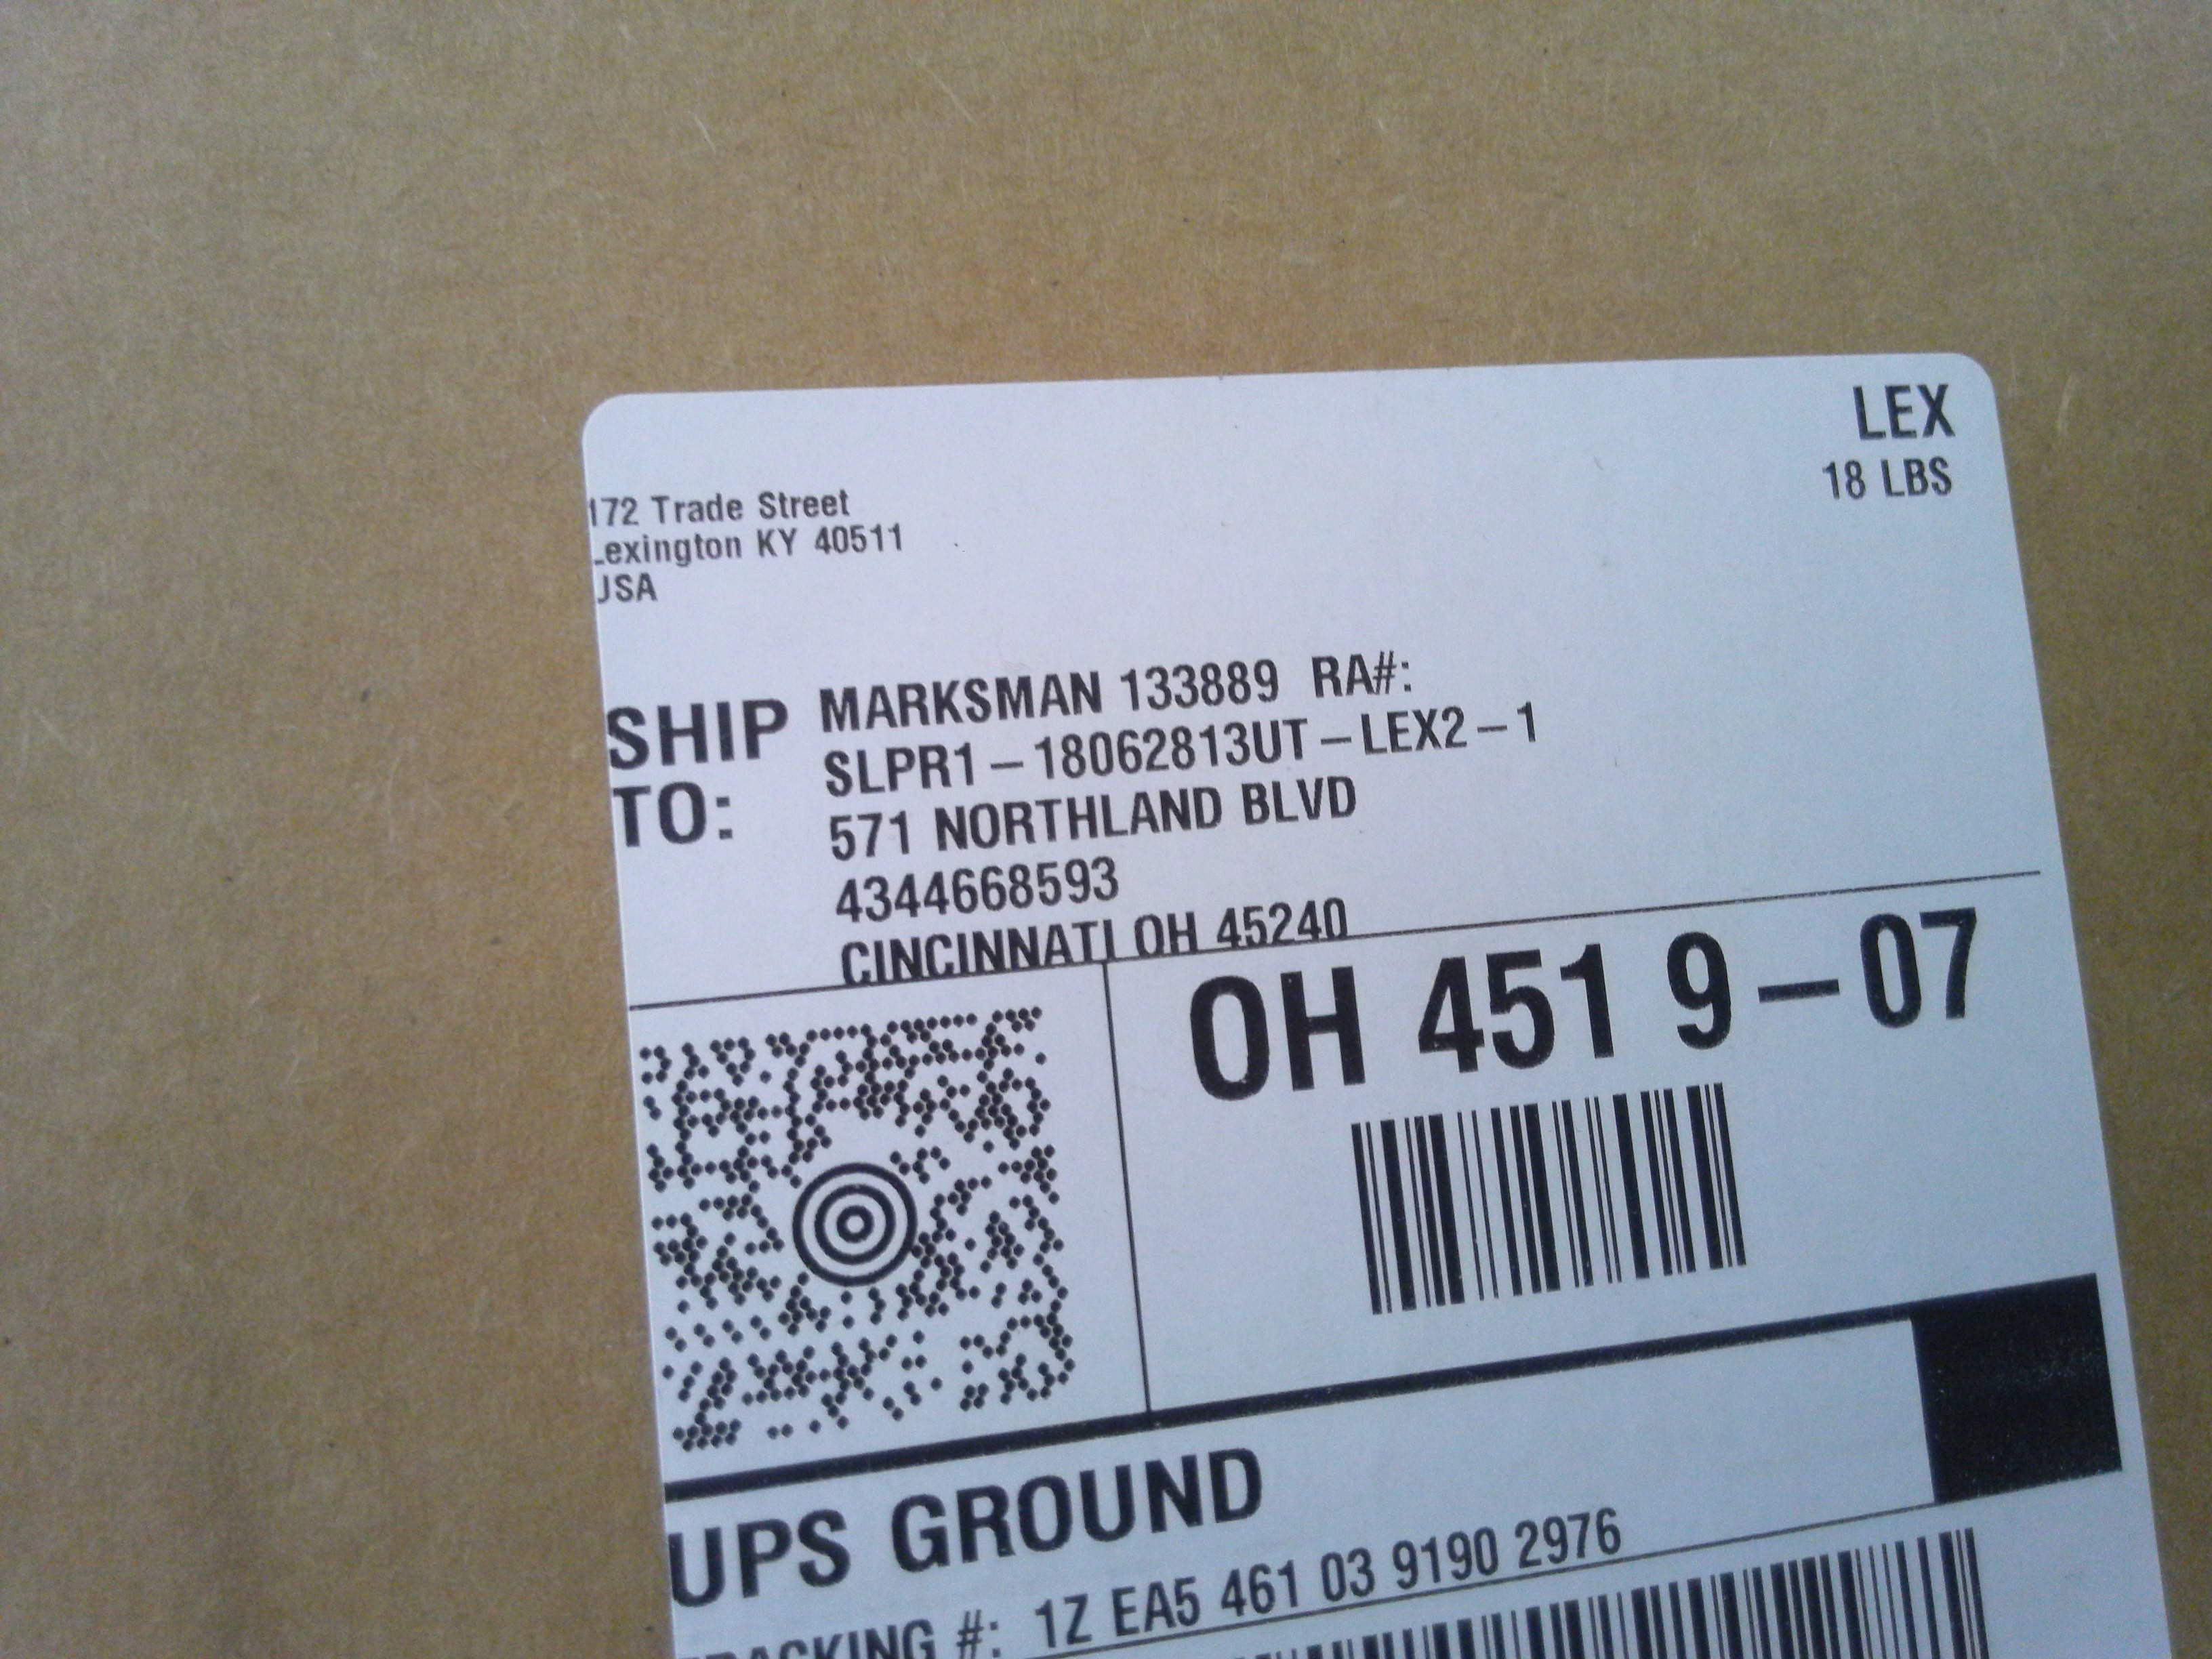 LEX
18 LBS
172 Trade Street
Lexington KY 40511
USA
SHIP TO:
MARKSMAN 133889 RA#:
SLPR1-18062813UT-LEX2-1
571 NORTHLAND BLVD
4344668593
CINCINNATI OH 45240
OH 451 9-07
UPS GROUND
TRACKING #: 1Z EA5 461 03 9190 2976